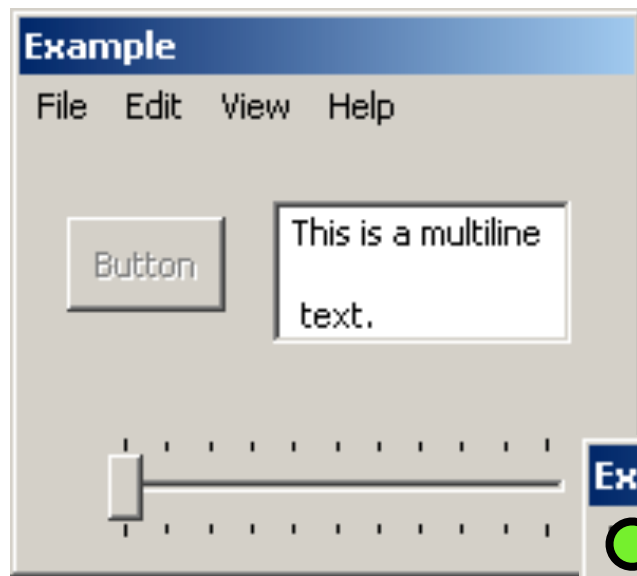 Example
File Edit View Help
Button
This is a multiline
text.
Ex